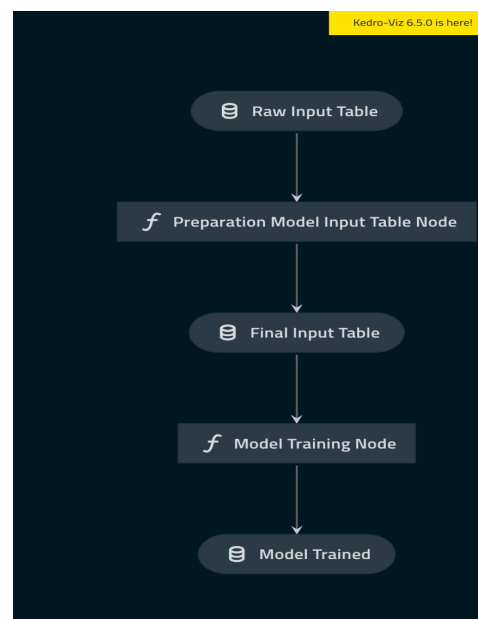 Kedro-Viz 6.5.0 is here!
Raw Input Table
Preparation Model Input Table Node
Final Input Table
Model Training Node
Model Trained